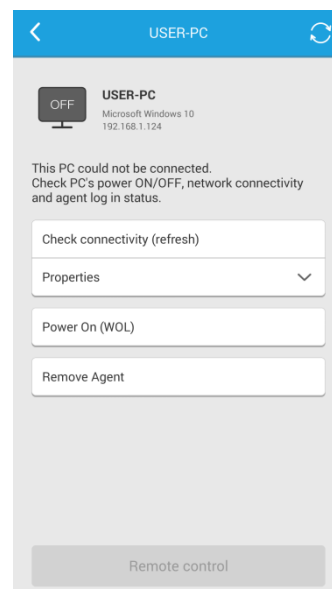 USER-PC
OFF
USER-PC
Microsoft Windows 10
192.168.1.124
This PC could not be connected.
Check PC's power ON/OFF, network connectivity
and agent log in status.
Check connectivity (refresh)
Properties
Power On (WOL)
Remove Agent
Remote control